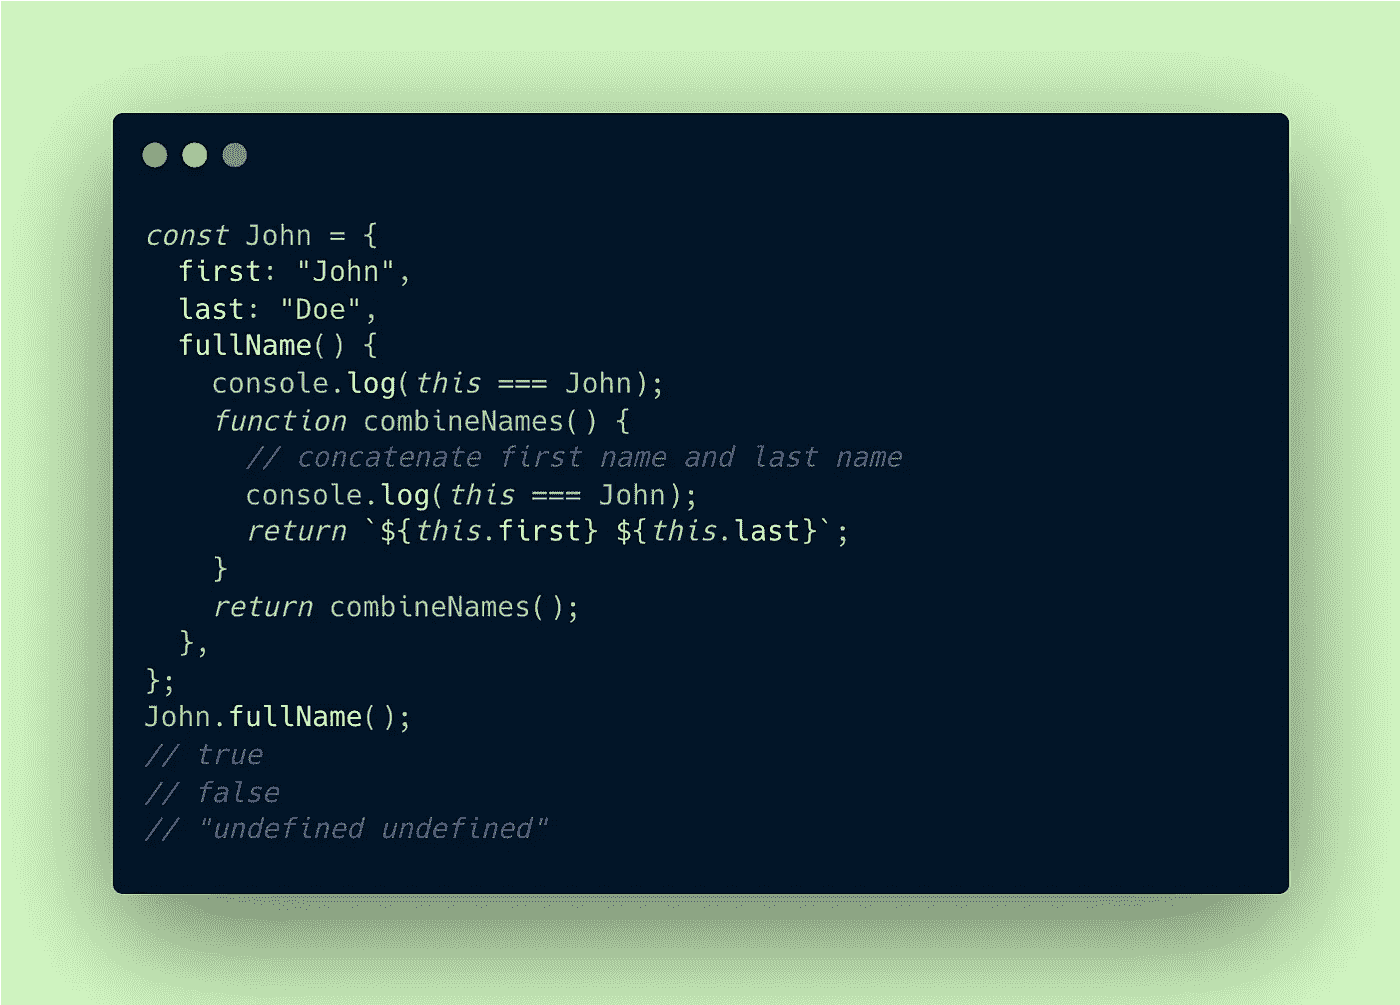 const John = {
  first: "John",
  last: "Doe",
  fullName() {
    console.log(this === John);
    function combineNames() {
      // concatenate first name and last name
      console.log(this === John);
      return `${this.first} ${this.last}`;
    }
    return combineNames();
  },
};
John.fullName();
// true
// false
// "undefined undefined"